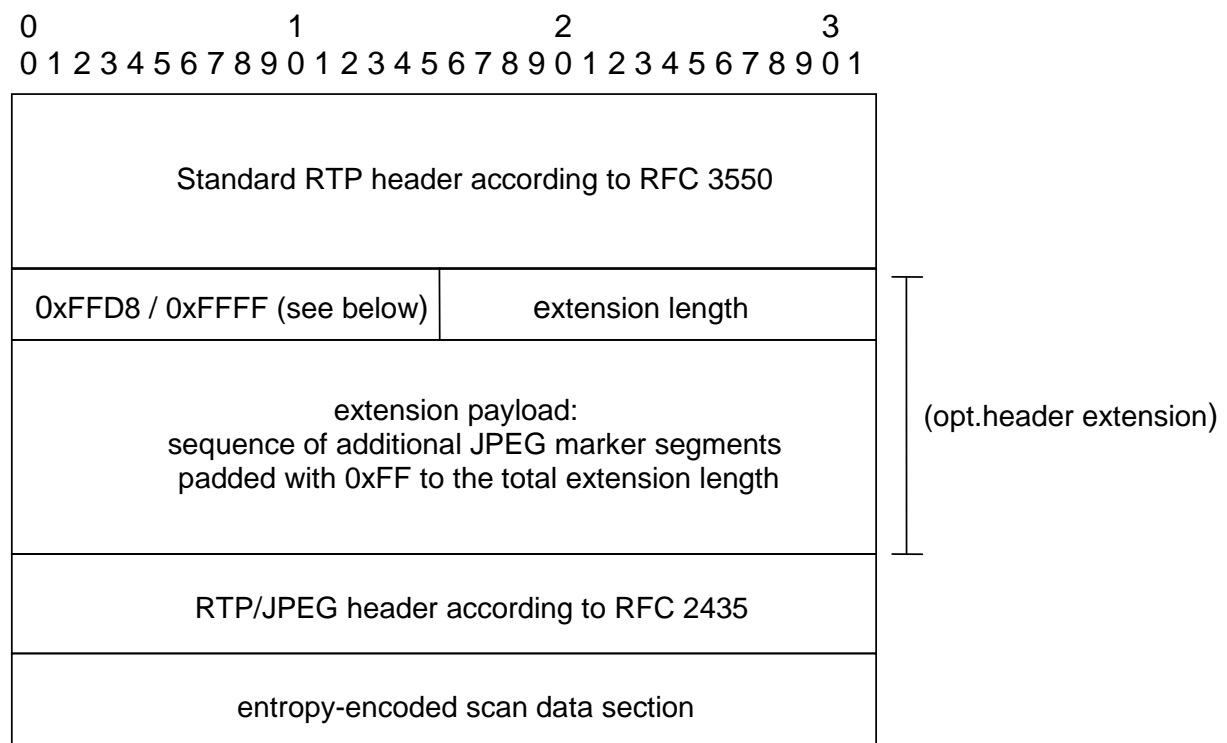 0 1 2 3
0 1 2 3 4 5 6 7 8 9 0 1 2 3 4 5 6 7 8 9 0 1 2 3 4 5 6 7 8 9 0 1
Standard RTP header according to RFC 3550
0xFFD8 / 0xFFFF (see below) extension length
extension payload:
sequence of additional JPEG marker segments
padded with 0xFF to the total extension length
(opt.header extension)
RTP/JPEG header according to RFC 2435
entropy-encoded scan data section